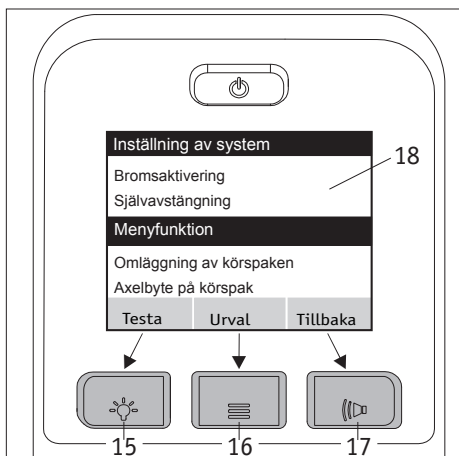 Inställning av system
18
Bromsaktivering
Självavstängning
Menyfunktion
Omläggning av körspaken
Axelbyte på körspak
Testa Urval Tillbaka
15 16 17